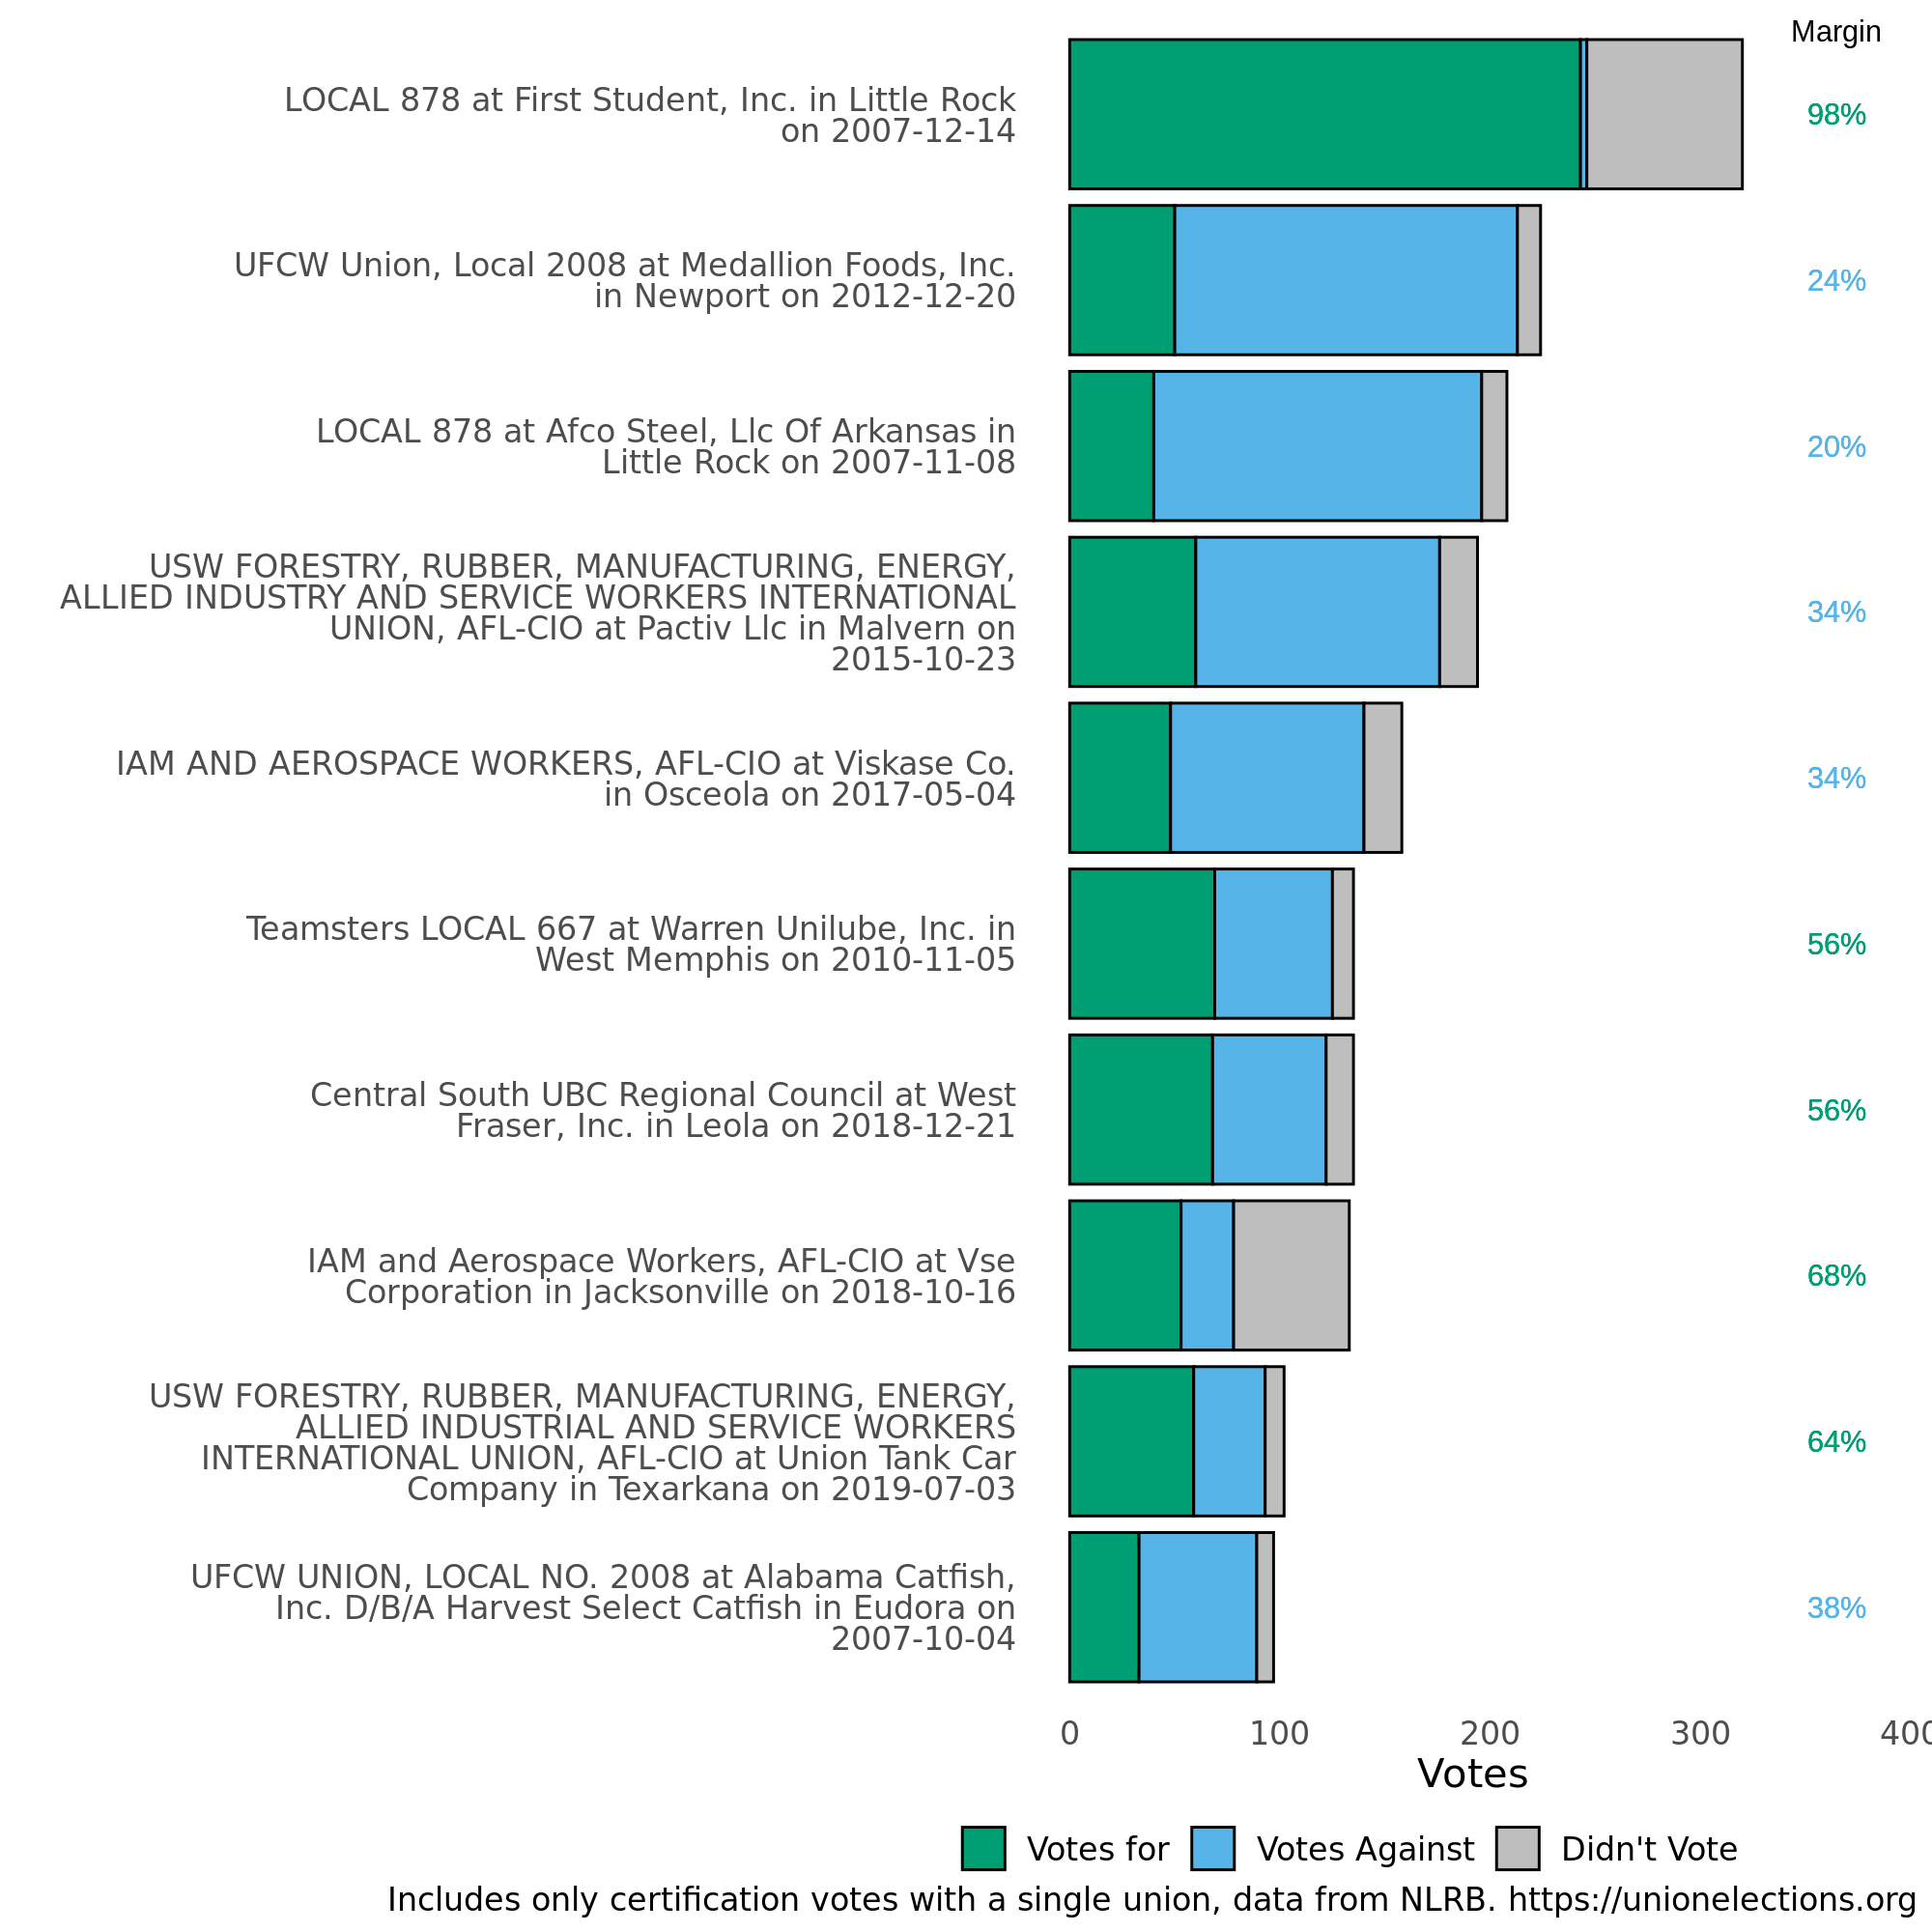 Margin
LOCAL 878 at First Student, Inc. in Little Rock
on 2007-12-14
98%
UFCW Union, Local 2008 at Medallion Foods, Inc.
in Newport on 2012-12-20
24%
LOCAL 878 at Afco Steel, Llc Of Arkansas in
Little Rock on 2007-11-08
20%
USW FORESTRY, RUBBER, MANUFACTURING, ENERGY,
ALLIED INDUSTRY AND SERVICE WORKERS INTERNATIONAL
UNION, AFL-CIO at Pactiv Llc in Malvern on
2015-10-23
34%
IAM AND AEROSPACE WORKERS, AFL-CIO at Viskase Co.
in Osceola on 2017-05-04
34%
Teamsters LOCAL 667 at Warren Unilube, Inc. in
West Memphis on 2010-11-05
56%
Central South UBC Regional Council at West
Fraser, Inc. in Leola on 2018-12-21
56%
IAM and Aerospace Workers, AFL-CIO at Vse
Corporation in Jacksonville on 2018-10-16
68%
USW FORESTRY, RUBBER, MANUFACTURING, ENERGY,
ALLIED INDUSTRIAL AND SERVICE WORKERS
INTERNATIONAL UNION, AFL-CIO at Union Tank Car
Company in Texarkana on 2019-07-03
64%
UFCW UNION, LOCAL NO. 2008 at Alabama Catfish,
Inc. D/B/A Harvest Select Catfish in Eudora on
2007-10-04
38%
0 100 200 300 400
Votes
Votes for Votes Against Didn't Vote
Includes only certification votes with a single union, data from NLRB. https://unionelections.org